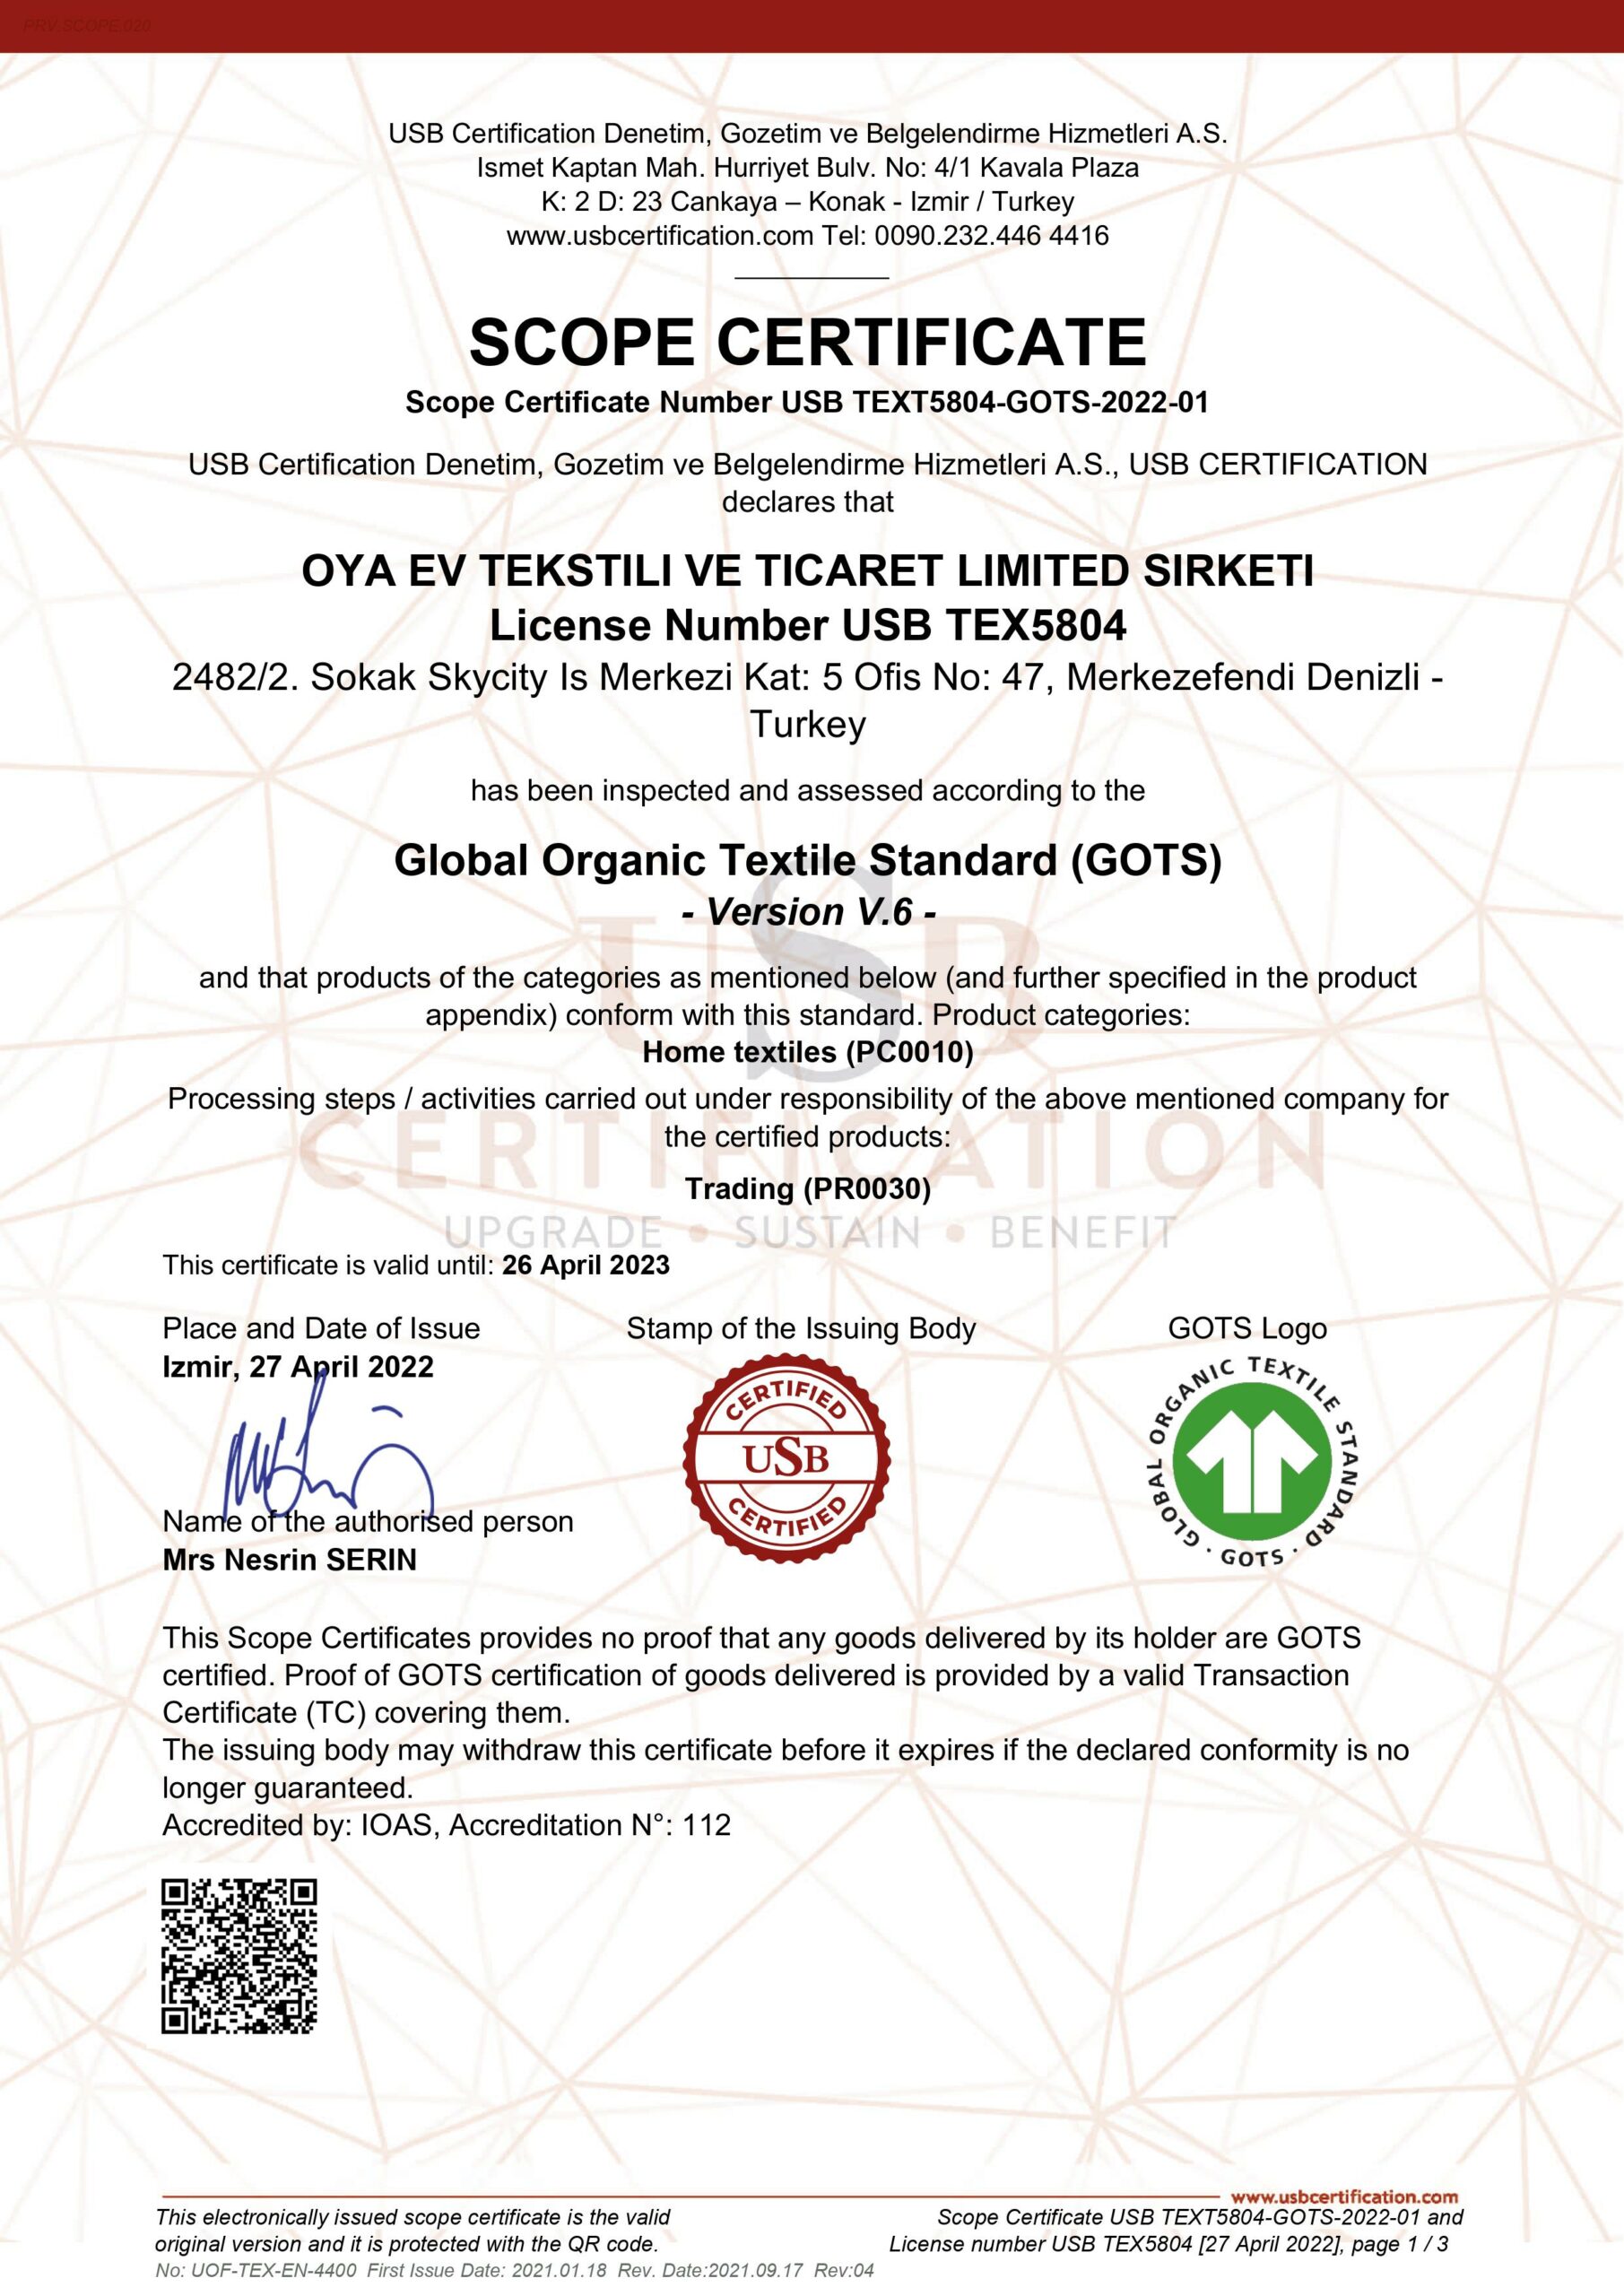 PRV.SCOPE.020
USB Certification Denetim, Gozetim ve Belgelendirme Hizmetleri A.S.
Ismet Kaptan Mah. Hurriyet Bulv. No: 4/1 Kavala Plaza
K: 2 D: 23 Cankaya – Konak - Izmir / Turkey
www.usbcertification.com Tel: 0090.232.446 4416
SCOPE CERTIFICATE
Scope Certificate Number USB TEXT5804-GOTS-2022-01
USB Certification Denetim, Gozetim ve Belgelendirme Hizmetleri A.S., USB CERTIFICATION
declares that
OYA EV TEKSTILI VE TICARET LIMITED SIRKETI
License Number USB TEX5804
2482/2. Sokak Skycity Is Merkezi Kat: 5 Ofis No: 47, Merkezefendi Denizli -
Turkey
has been inspected and assessed according to the
Global Organic Textile Standard (GOTS)
- Version V.6 -
and that products of the categories as mentioned below (and further specified in the product
appendix) conform with this standard. Product categories:
Home textiles (PC0010)
Processing steps / activities carried out under responsibility of the above mentioned company for
the certified products:
Trading (PR0030)
USB
CERTIFICATION
UPGRADE • SUSTAIN • BENEFIT
This certificate is valid until: 26 April 2023
Place and Date of Issue
Izmir, 27 April 2022
Stamp of the Issuing Body
CERTIFIED
USB
CERTIFIED
GOTS Logo
GLOBAL ORGANIC TEXTILE STANDARD · GOTS ·
Name of the authorised person
Mrs Nesrin SERIN
This Scope Certificates provides no proof that any goods delivered by its holder are GOTS
certified. Proof of GOTS certification of goods delivered is provided by a valid Transaction
Certificate (TC) covering them.
The issuing body may withdraw this certificate before it expires if the declared conformity is no
longer guaranteed.
Accredited by: IOAS, Accreditation N°: 112
www.usbcertification.com
This electronically issued scope certificate is the valid
original version and it is protected with the QR code.
Scope Certificate USB TEXT5804-GOTS-2022-01 and
License number USB TEX5804 [27 April 2022], page 1 / 3
No: UOF-TEX-EN-4400 First Issue Date: 2021.01.18 Rev. Date:2021.09.17 Rev:04